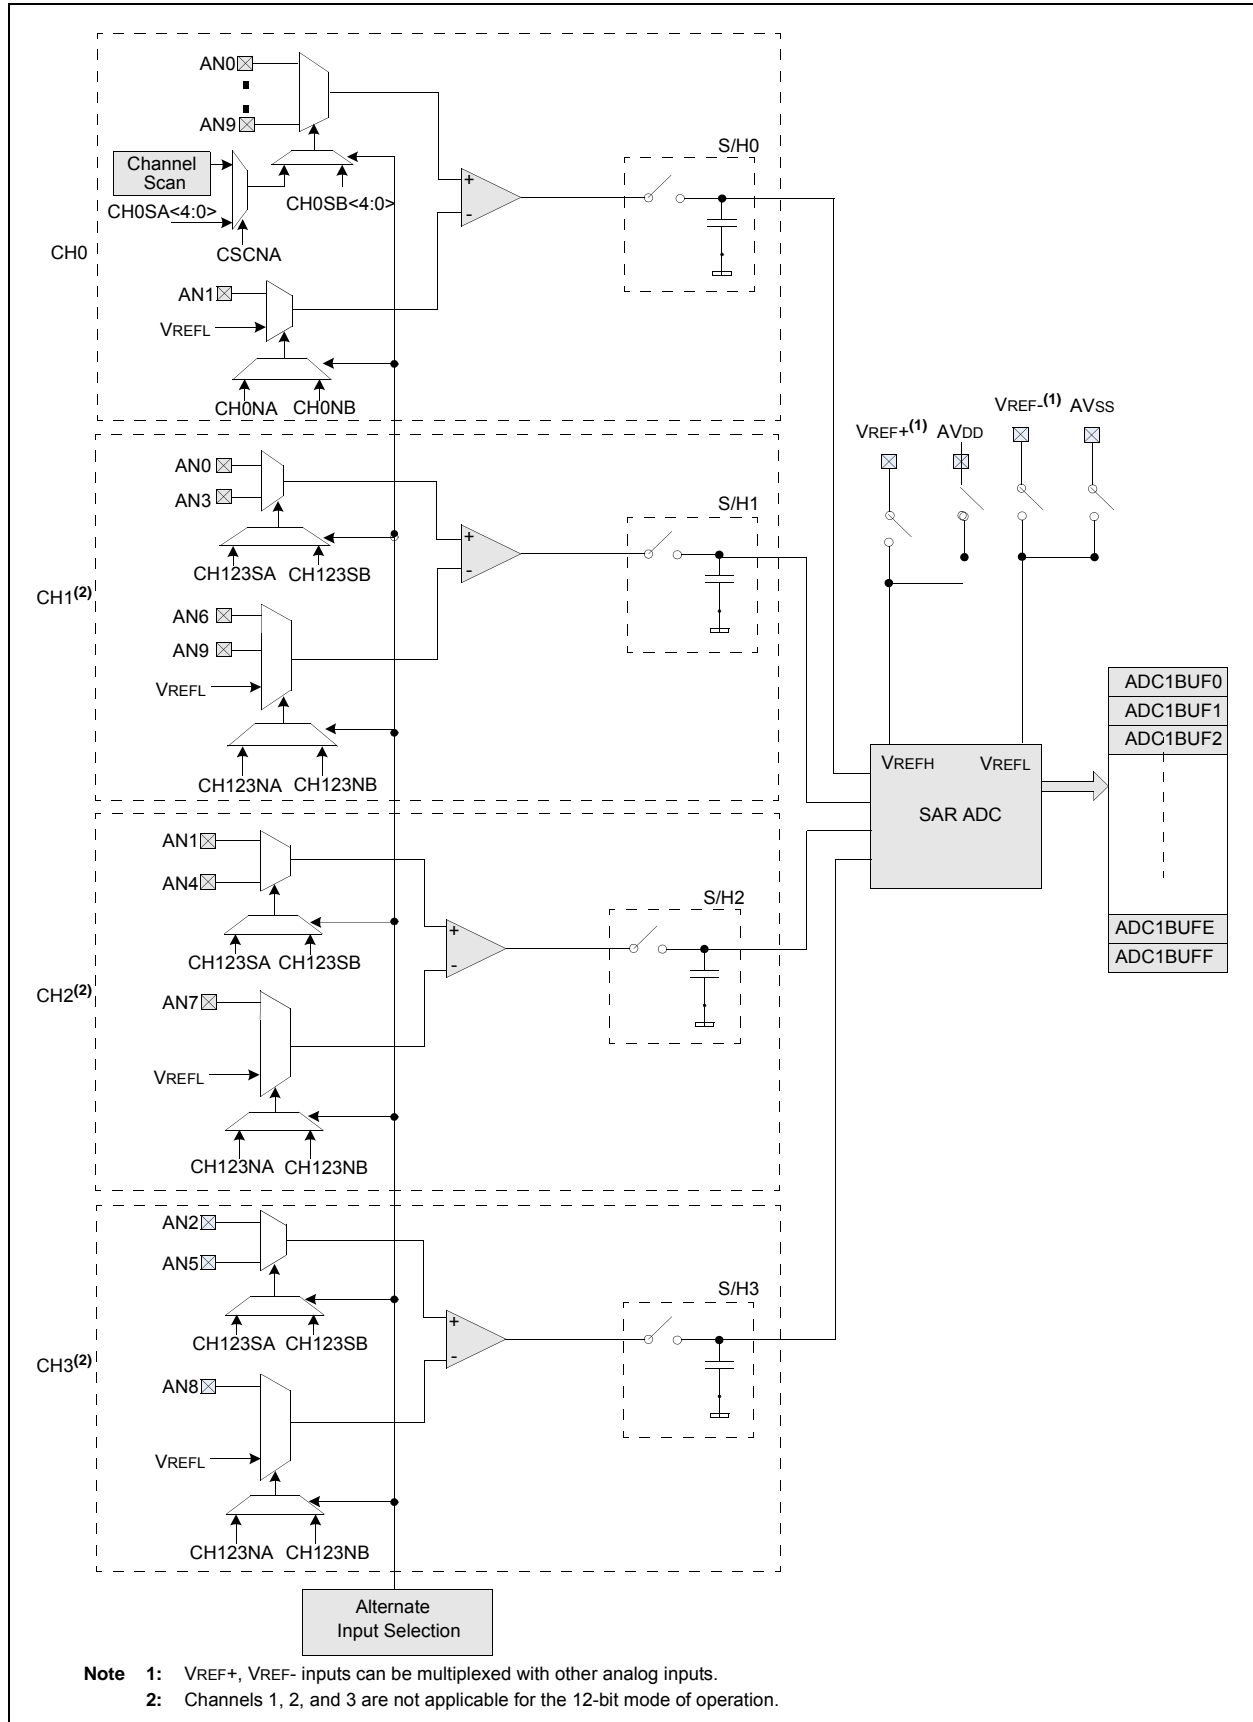 AN0
AN9
Channel
Scan
CH0SA<4:0>
CH0SB<4:0>
CSCNA
CH0
AN1
VREFL
CH0NA CH0NB
+
-
S/H0
AN0
AN3
CH123SA CH123SB
CH1(2)
AN6
AN9
VREFL
CH123NA CH123NB
+
-
S/H1
AN1
AN4
CH123SA CH123SB
CH2(2)
AN7
VREFL
CH123NA CH123NB
+
-
S/H2
AN2
AN5
CH123SA CH123SB
CH3(2)
AN8
VREFL
CH123NA CH123NB
+
-
S/H3
VREF+(1) AVDD
VREF-(1) AVSS
VREFH VREFL
SAR ADC
ADC1BUF0
ADC1BUF1
ADC1BUF2
ADC1BUFE
ADC1BUFF
Alternate
Input Selection
Note 1: VREF+, VREF- inputs can be multiplexed with other analog inputs.
2: Channels 1, 2, and 3 are not applicable for the 12-bit mode of operation.